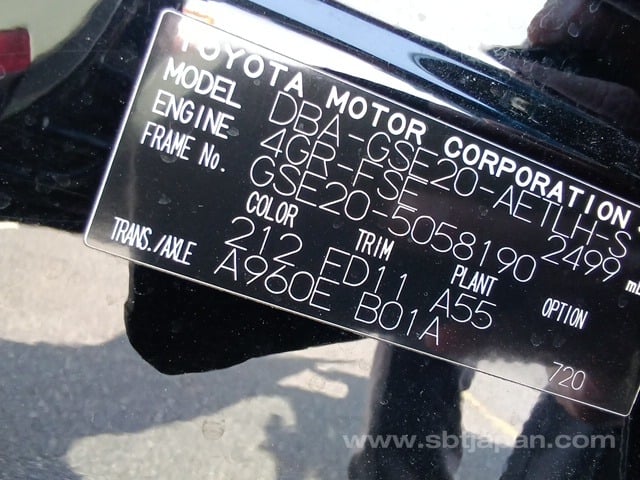 TOYOTA MOTOR CORPORATION
MODEL DBA-GSE20-AETLH-S
ENGINE 4GR-FSE 2499
FRAME No. GSE20-5058190
COLOR TRIM PLANT OPTION
212 FD11 A55
TRANS./AXLE A960E B01A
720
www.sbtjapan.com